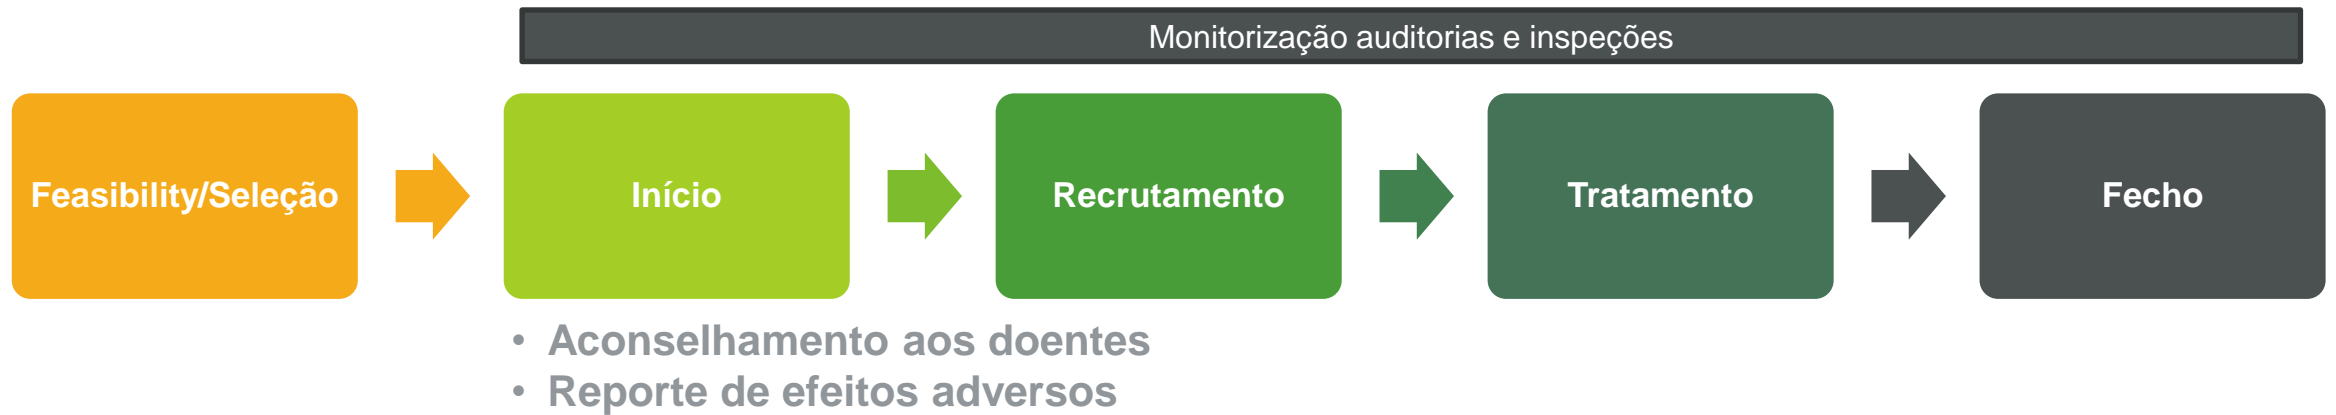 Monitorização auditorias e inspeções
Feasibility/Seleção
Início
Recrutamento
Tratamento
Fecho
• Aconselhamento aos doentes
• Reporte de efeitos adversos